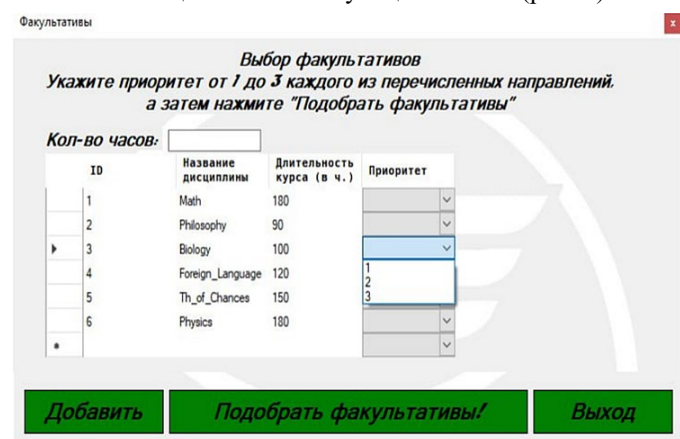 Факультативы
x
Выбор факультативов
Укажите приоритет от 1 до 3 каждого из перечисленных направлений,
а затем нажмите "Подобрать факультативы"
Кол-во часов:
ID Название дисциплины Длительность курса (в ч.) Приоритет
1 Math 180
2 Philosophy 90
3 Biology 100
4 Foreign_Language 120 1
2
5 Th_of_Chances 150 3
6 Physics 180
Добавить Подобрать факультативы! Выход